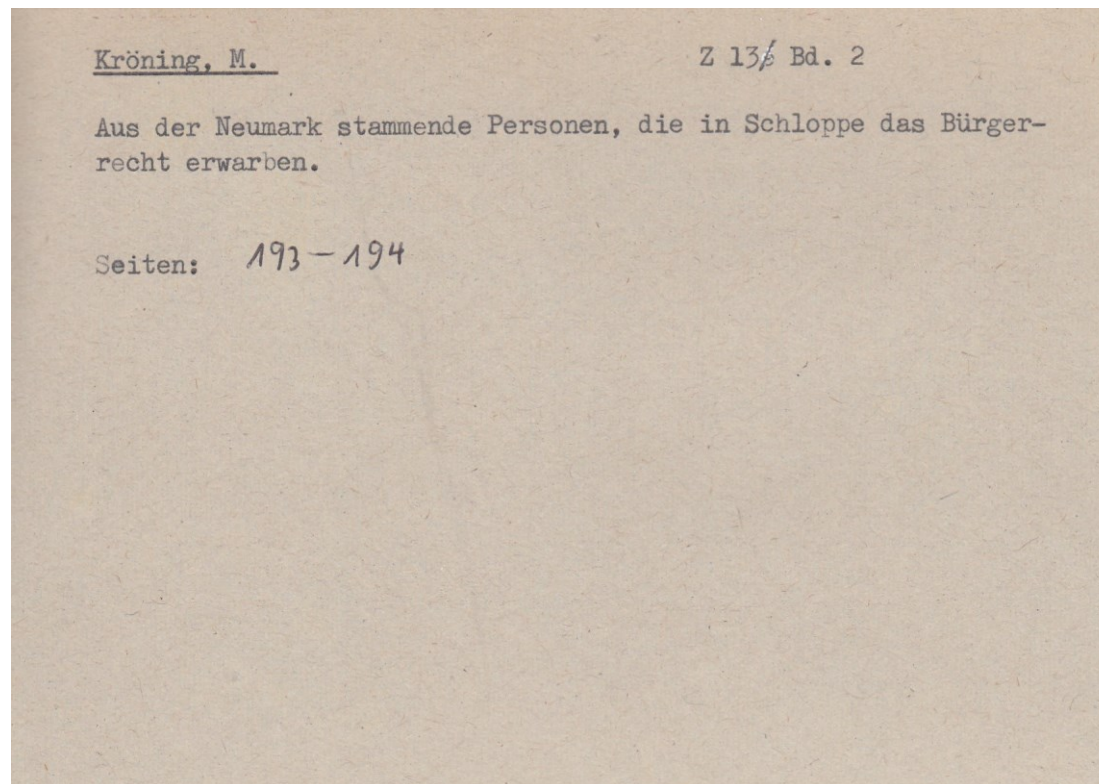 Kröning, M. Z 13/ Bd. 2
Aus der Neumark stammende Personen, die in Schloppe das Bürger-
recht erwarben.
Seiten: 193 – 194